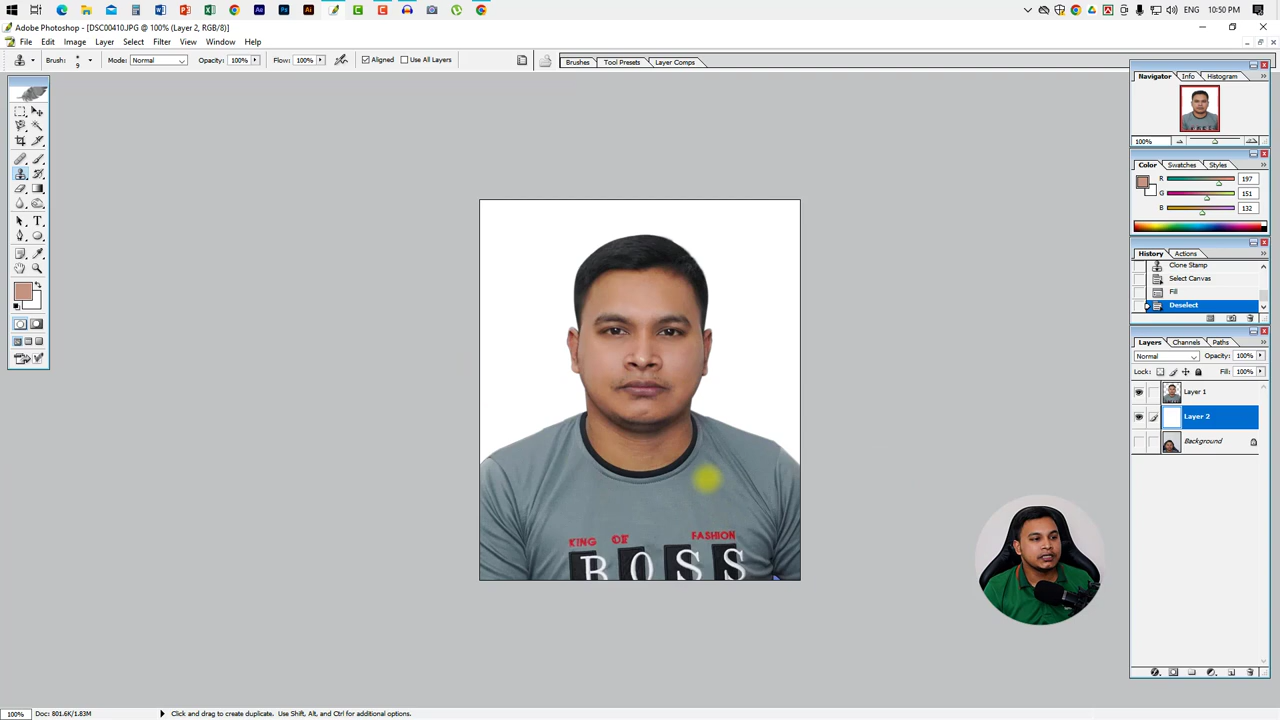 10:50 PM
Adobe Photoshop - [DSC00410.JPG @ 100% (Layer 2, RGB/8)]
File Edit Image Layer Select Filter View Window Help
Brush: 9 Mode: Normal Opacity: 100% Flow: 100% Aligned Use All Layers Brushes Tool Presets Layer Comps
Navigator Info Histogram
100%
Color Swatches Styles
R 197
G 151
B 132
History Actions
Clone Stamp
Select Canvas
Fill
Deselect
Layers Channels Paths
Normal Opacity: 100%
Lock: Fill: 100%
Layer 1
Layer 2
Background
KING OF FASHION
BOSS
100% Doc: 801.6K/1.83M Click and drag to create duplicate. Use Shift, Alt, and Ctrl for additional options.